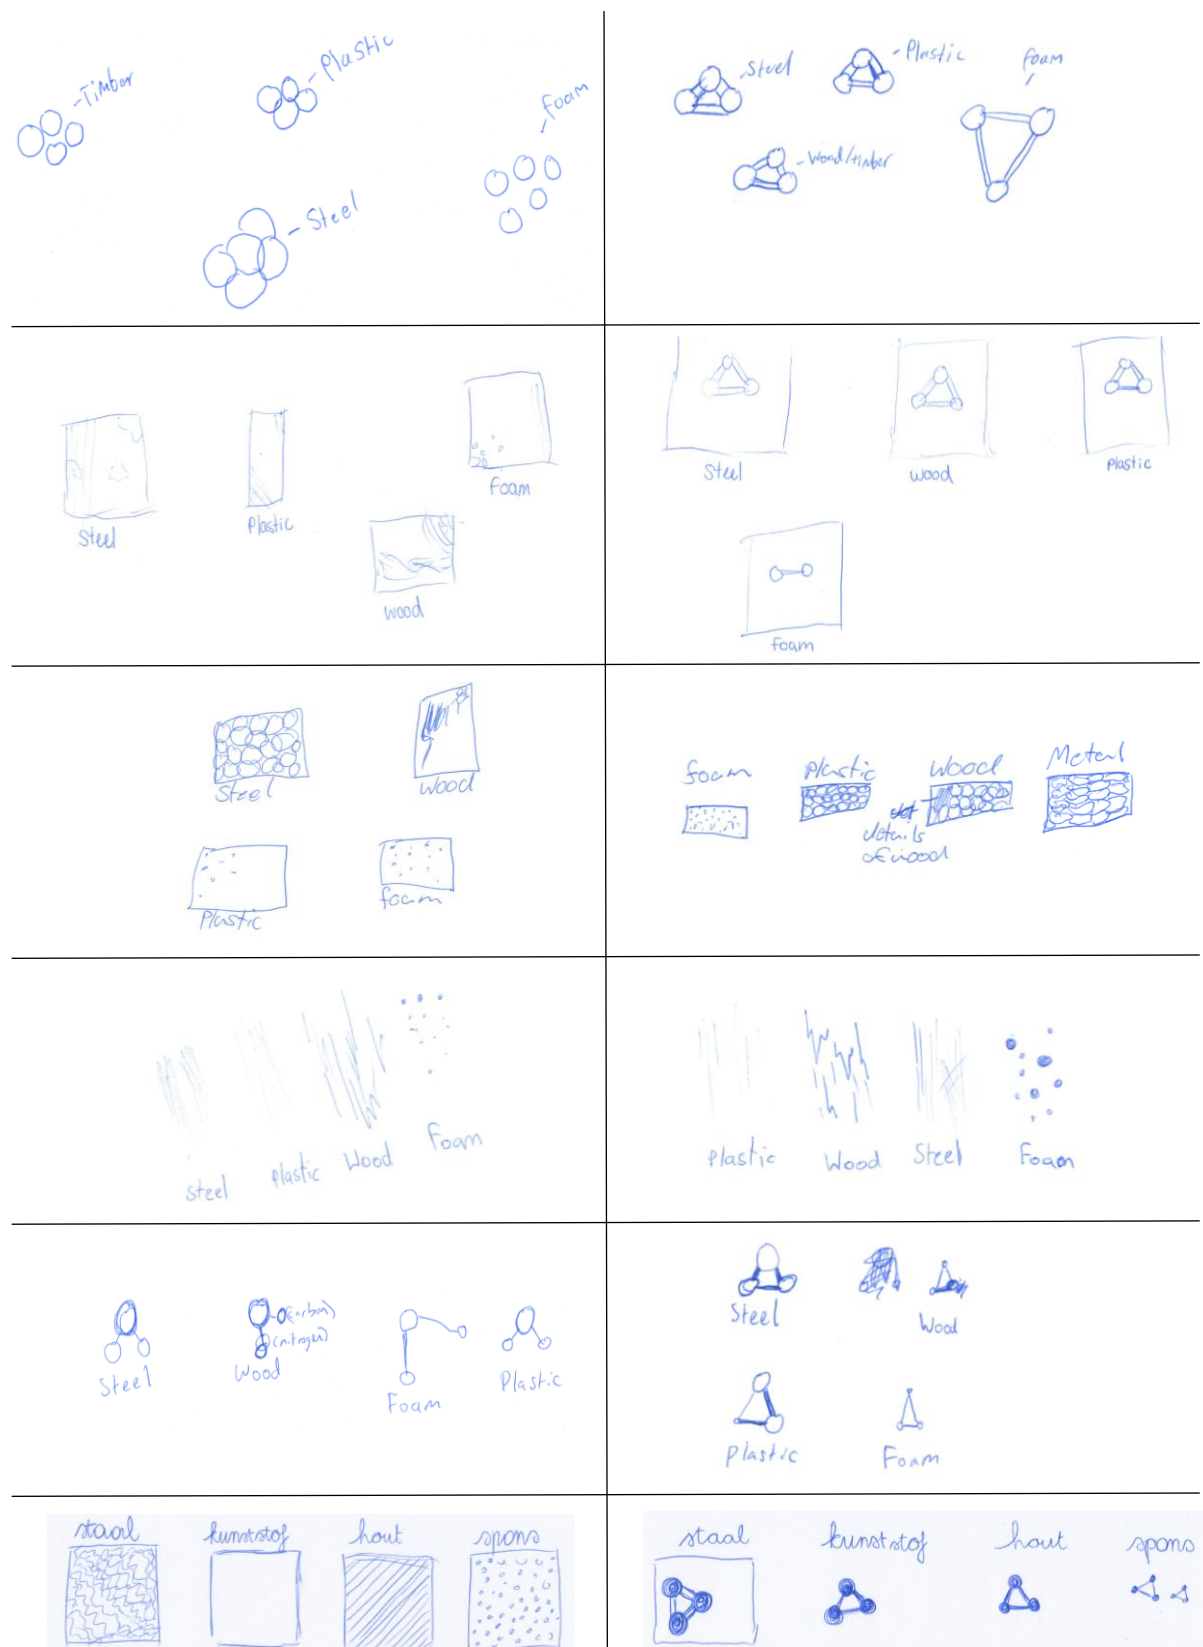 -Timber
-Plastic
Foam
-Steel
Steel
-Plastic
foam
-Wood/timber
Steel
Plastic
Foam
wood
Steel
wood
Plastic
foam
Steel
Wood
Plastic
foam
foam
Plastic
Wood
Metal
details
of wood
Steel
Plastic
Wood
Foam
Plastic
Wood
Steel
Foam
(carbon)
(nitrogen)
Steel
Wood
Foam
Plastic
Steel
Wood
Plastic
Foam
staal
kunststof
hout
spons
staal
kunststof
hout
spons